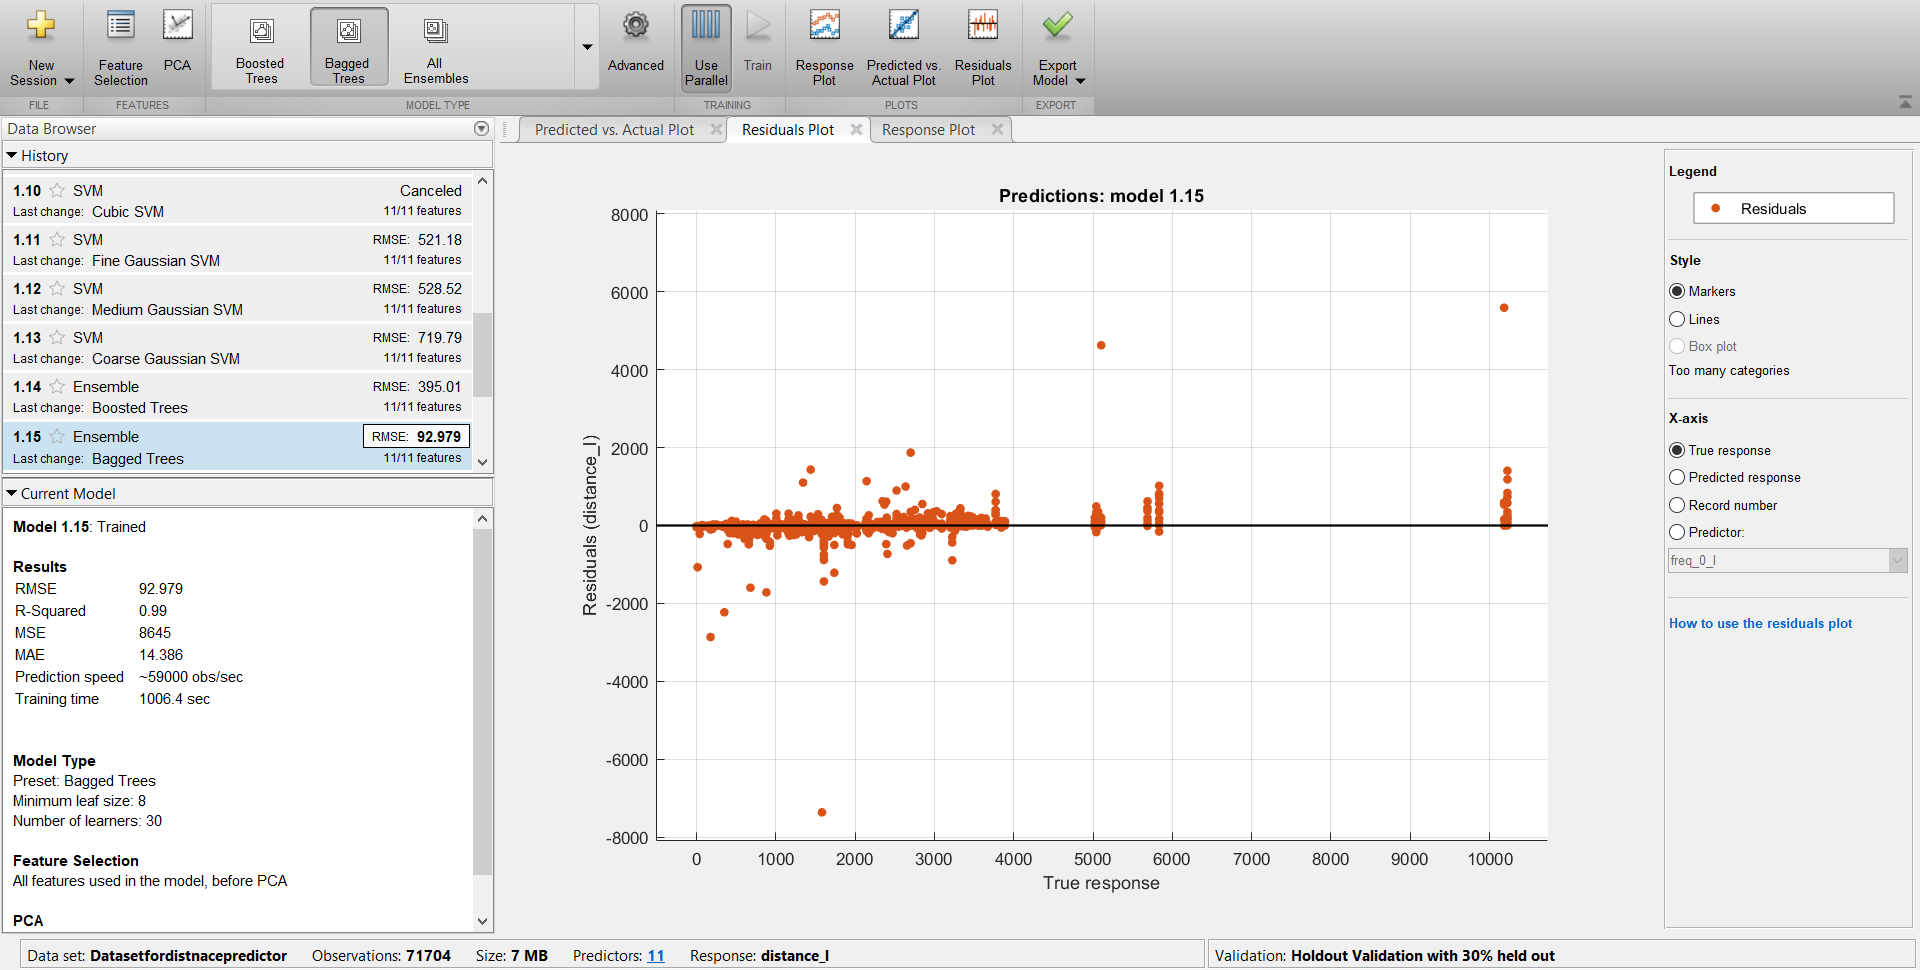 New Session
Feature Selection
PCA
Boosted Trees
Bagged Trees
All Ensembles
Advanced
Use Parallel
Train
Response Plot
Predicted vs. Actual Plot
Residuals Plot
Export Model
FILE
FEATURES
MODEL TYPE
TRAINING
PLOTS
EXPORT
Data Browser
History
1.10 SVM Canceled
Last change: Cubic SVM 11/11 features
1.11 SVM RMSE: 521.18
Last change: Fine Gaussian SVM 11/11 features
1.12 SVM RMSE: 528.52
Last change: Medium Gaussian SVM 11/11 features
1.13 SVM RMSE: 719.79
Last change: Coarse Gaussian SVM 11/11 features
1.14 Ensemble RMSE: 395.01
Last change: Boosted Trees 11/11 features
1.15 Ensemble RMSE: 92.979
Last change: Bagged Trees 11/11 features
Current Model
Model 1.15: Trained
Results
RMSE 92.979
R-Squared 0.99
MSE 8645
MAE 14.386
Prediction speed ~59000 obs/sec
Training time 1006.4 sec
Model Type
Preset: Bagged Trees
Minimum leaf size: 8
Number of learners: 30
Feature Selection
All features used in the model, before PCA
PCA
Predicted vs. Actual Plot
Residuals Plot
Response Plot
Predictions: model 1.15
8000
6000
4000
2000
0
-2000
-4000
-6000
-8000
Residuals (distance_l)
0 1000 2000 3000 4000 5000 6000 7000 8000 9000 10000
True response
Legend
Residuals
Style
Markers
Lines
Box plot
Too many categories
X-axis
True response
Predicted response
Record number
Predictor:
freq_0_l
How to use the residuals plot
Data set: Datasetfordistnacepredictor Observations: 71704 Size: 7 MB Predictors: 11 Response: distance_l
Validation: Holdout Validation with 30% held out